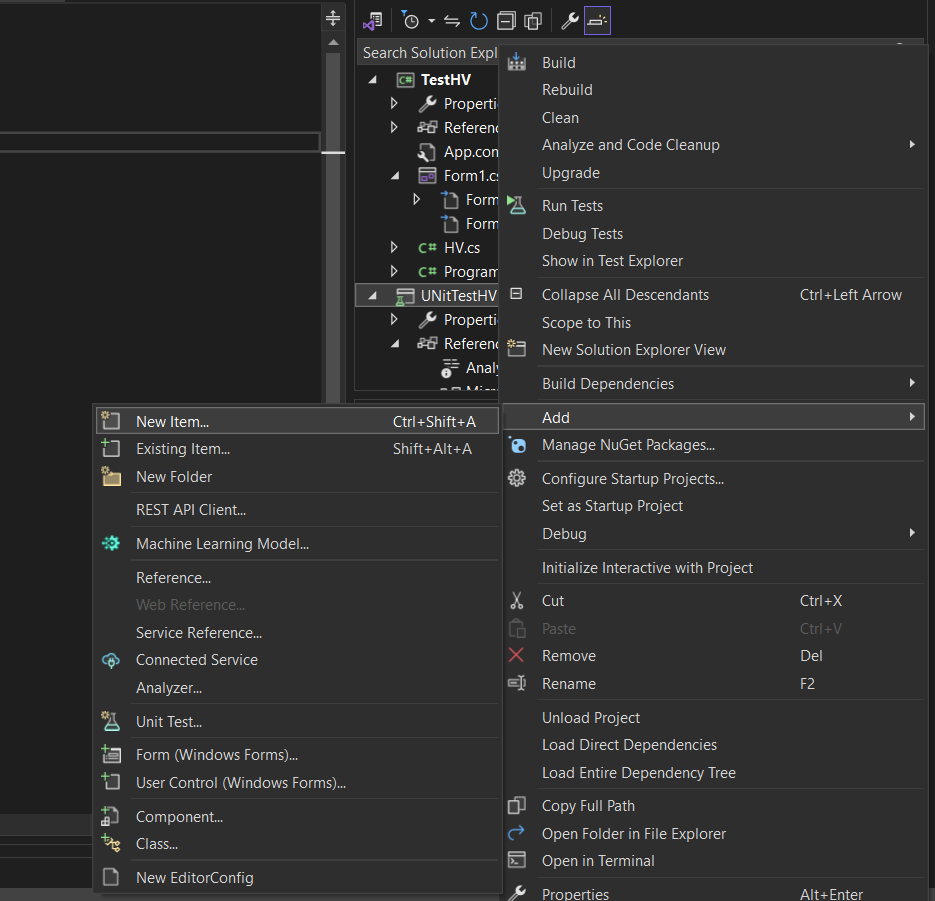 Search Solution Expl
TestHV
Properti
Referenc
App.con
Form1.cs
Form
Form
HV.cs
Program
UNitTestHV
Properti
Referenc
Analy
Build
Rebuild
Clean
Analyze and Code Cleanup
Upgrade
Run Tests
Debug Tests
Show in Test Explorer
Collapse All Descendants Ctrl+Left Arrow
Scope to This
New Solution Explorer View
Build Dependencies
Add
Manage NuGet Packages...
Configure Startup Projects...
Set as Startup Project
Debug
Initialize Interactive with Project
Cut Ctrl+X
Paste Ctrl+V
Remove Del
Rename F2
Unload Project
Load Direct Dependencies
Load Entire Dependency Tree
Copy Full Path
Open Folder in File Explorer
Open in Terminal
Properties Alt+Enter
New Item... Ctrl+Shift+A
Existing Item... Shift+Alt+A
New Folder
REST API Client...
Machine Learning Model...
Reference...
Web Reference...
Service Reference...
Connected Service
Analyzer...
Unit Test...
Form (Windows Forms)...
User Control (Windows Forms)...
Component...
Class...
New EditorConfig